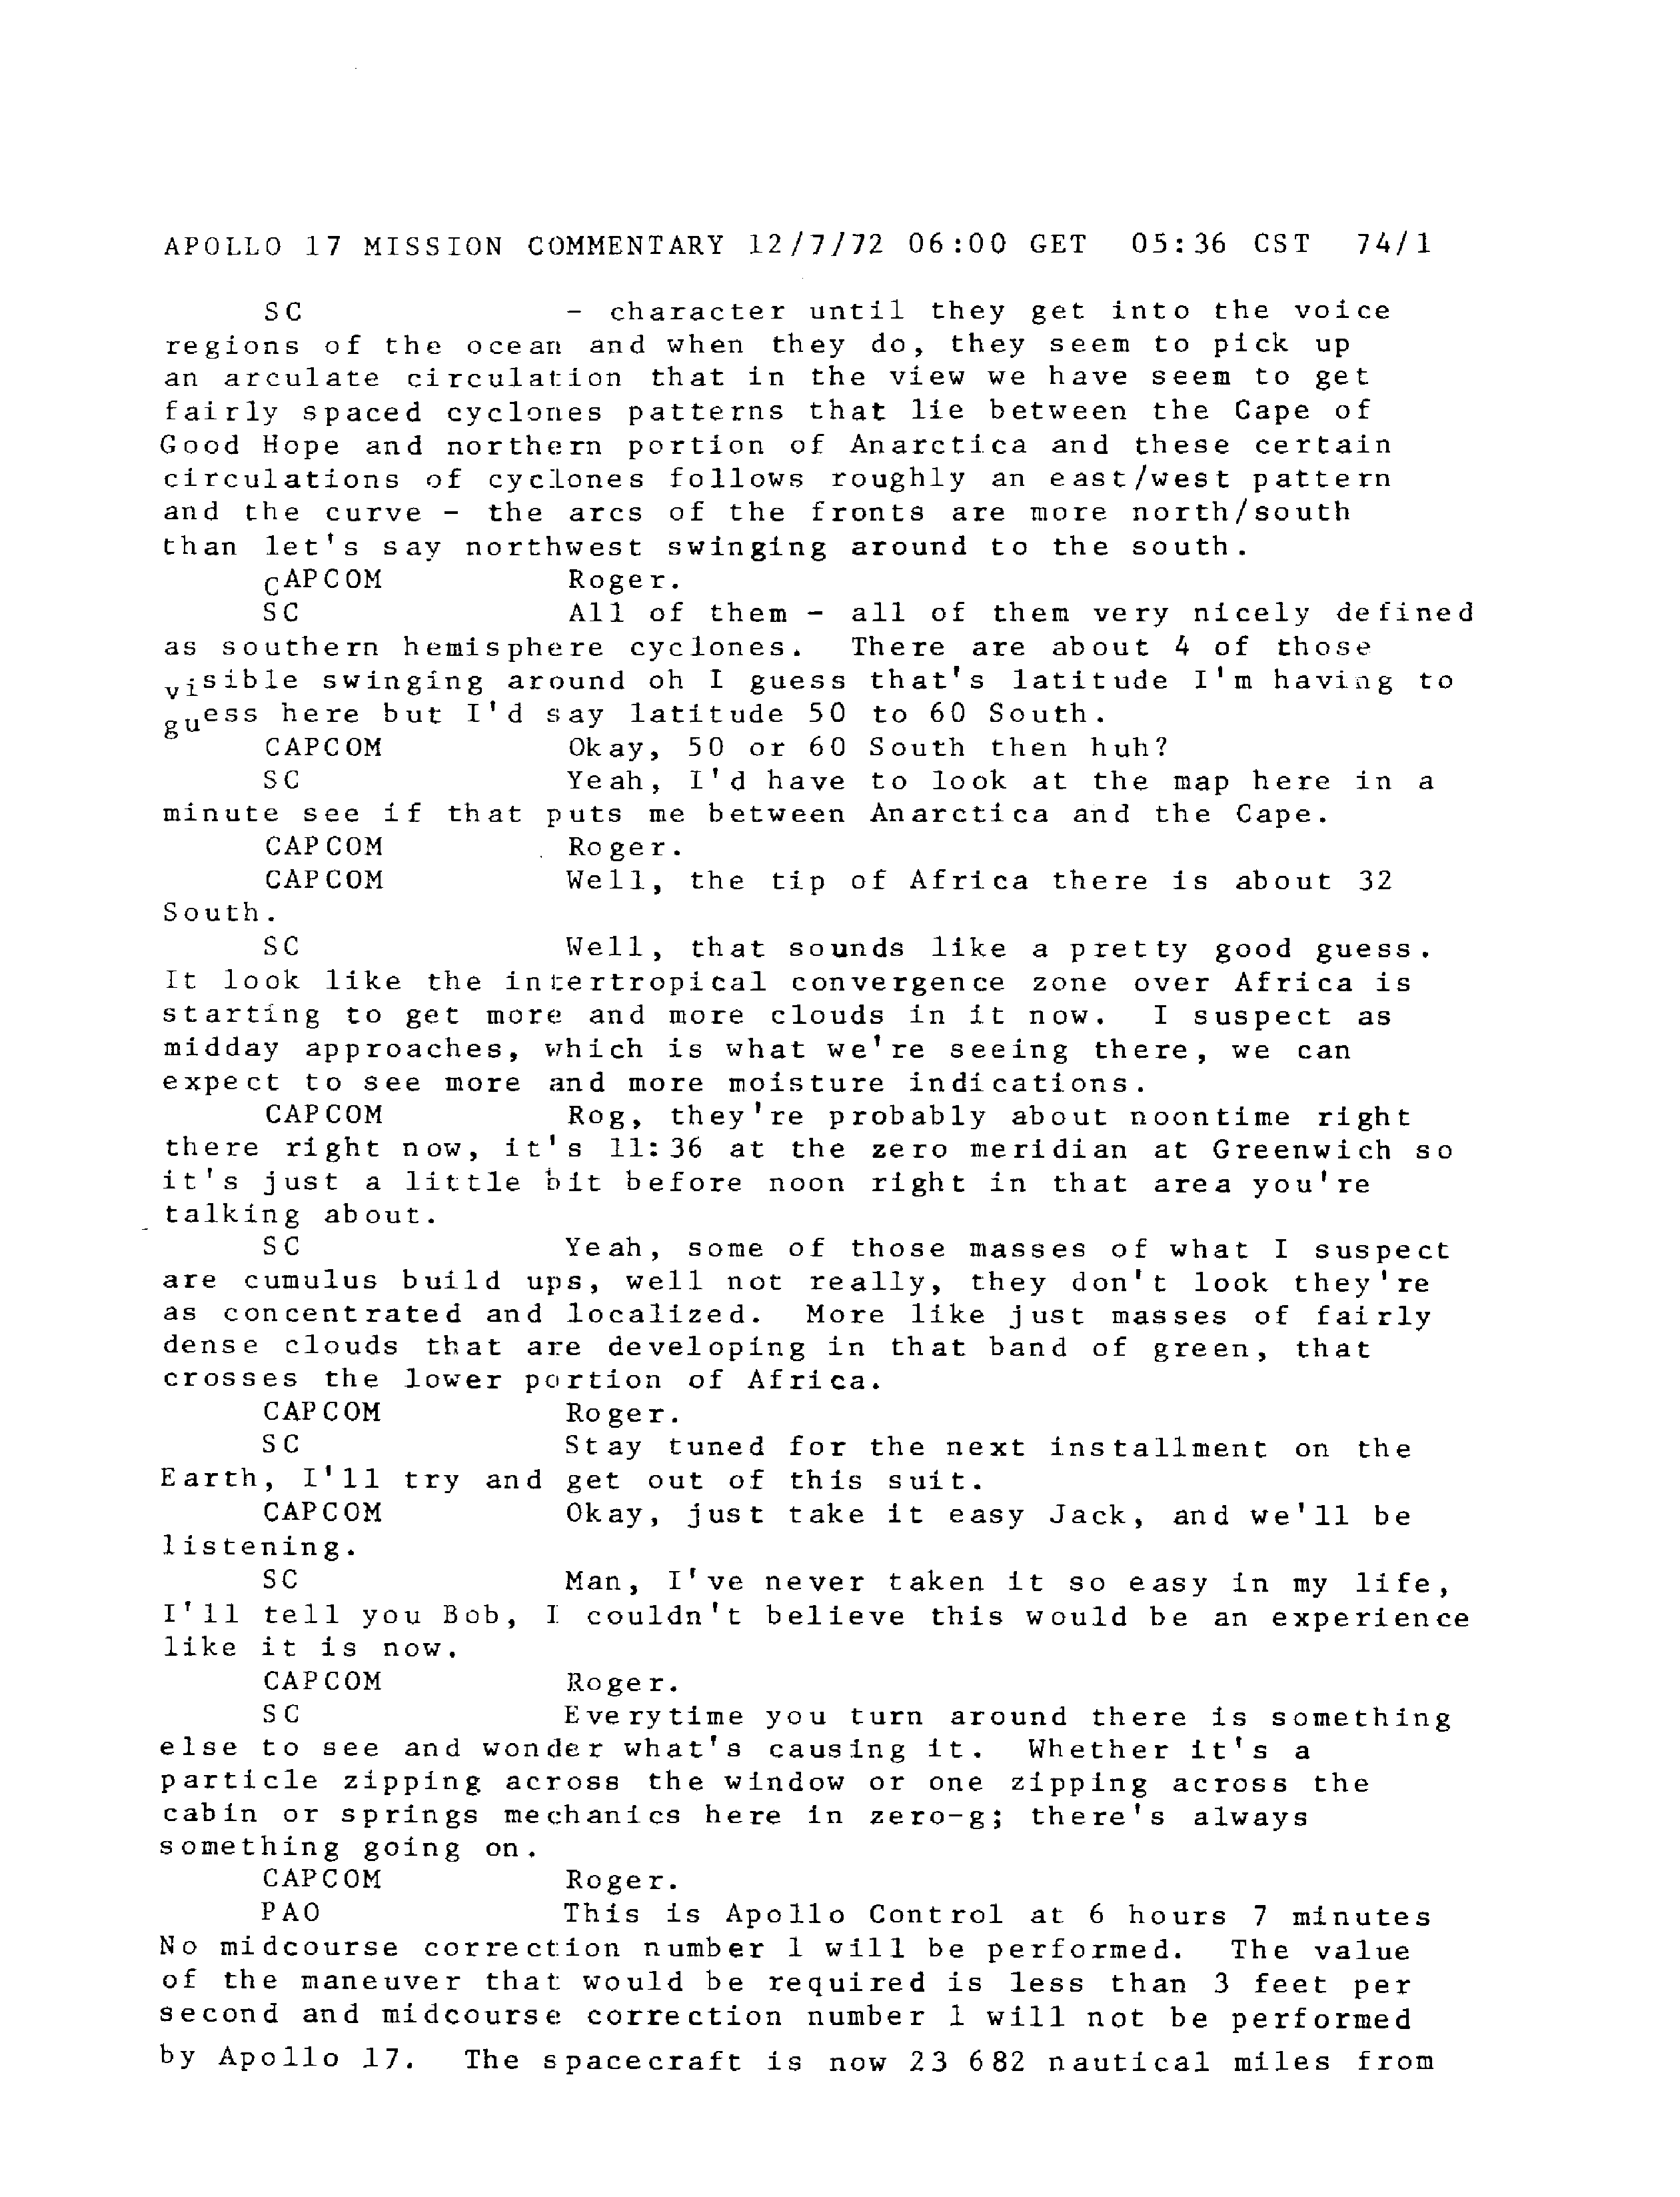 APOLLO 17 MISSION COMMENTARY 12/7/72 06:00 GET 05:36 CST 74/1
SC - character until they get into the voice
regions of the ocean and when they do, they seem to pick up
an arculate circulation that in the view we have seem to get
fairly spaced cyclones patterns that lie between the Cape of
Good Hope and northern portion of Anarctica and these certain
circulations of cyclones follows roughly an east/west pattern
and the curve - the arcs of the fronts are more north/south
than let's say northwest swinging around to the south.
CAPCOM Roger.
SC All of them - all of them very nicely defined
as southern hemisphere cyclones. There are about 4 of those
visible swinging around oh I guess that's latitude I'm having to
guess here but I'd say latitude 50 to 60 South.
CAPCOM Okay, 50 or 60 South then huh?
SC Yeah, I'd have to look at the map here in a
minute see if that puts me between Anarctica and the Cape.
CAPCOM Roger.
CAPCOM Well, the tip of Africa there is about 32
South.
SC Well, that sounds like a pretty good guess.
It look like the intertropical convergence zone over Africa is
starting to get more and more clouds in it now. I suspect as
midday approaches, which is what we're seeing there, we can
expect to see more and more moisture indications.
CAPCOM Rog, they're probably about noontime right
there right now, it's 11:36 at the zero meridian at Greenwich so
it's just a little bit before noon right in that area you're
talking about.
SC Yeah, some of those masses of what I suspect
are cumulus build ups, well not really, they don't look they're
as concentrated and localized. More like just masses of fairly
dense clouds that are developing in that band of green, that
crosses the lower portion of Africa.
CAPCOM Roger.
SC Stay tuned for the next installment on the
Earth, I'll try and get out of this suit.
CAPCOM Okay, just take it easy Jack, and we'll be
listening.
SC Man, I've never taken it so easy in my life,
I'll tell you Bob, I couldn't believe this would be an experience
like it is now.
CAPCOM Roger.
SC Everytime you turn around there is something
else to see and wonder what's causing it. Whether it's a
particle zipping across the window or one zipping across the
cabin or springs mechanics here in zero-g; there's always
something going on.
CAPCOM Roger.
PAO This is Apollo Control at 6 hours 7 minutes
No midcourse correction number 1 will be performed. The value
of the maneuver that would be required is less than 3 feet per
second and midcourse correction number 1 will not be performed
by Apollo 17. The spacecraft is now 23 682 nautical miles from